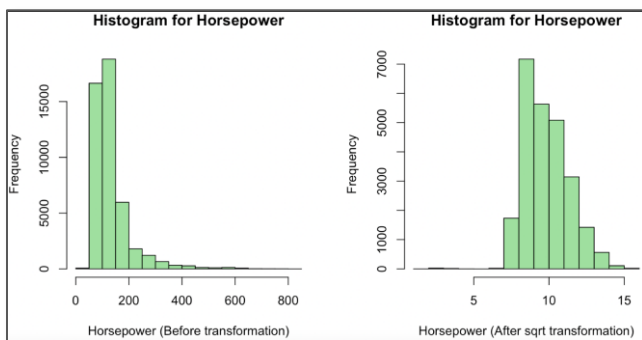 Histogram for Horsepower
Frequency
0
5000
10000
15000
0
200
400
600
800
Horsepower (Before transformation)
Histogram for Horsepower
Frequency
0
1000
3000
5000
7000
5
10
15
Horsepower (After sqrt transformation)